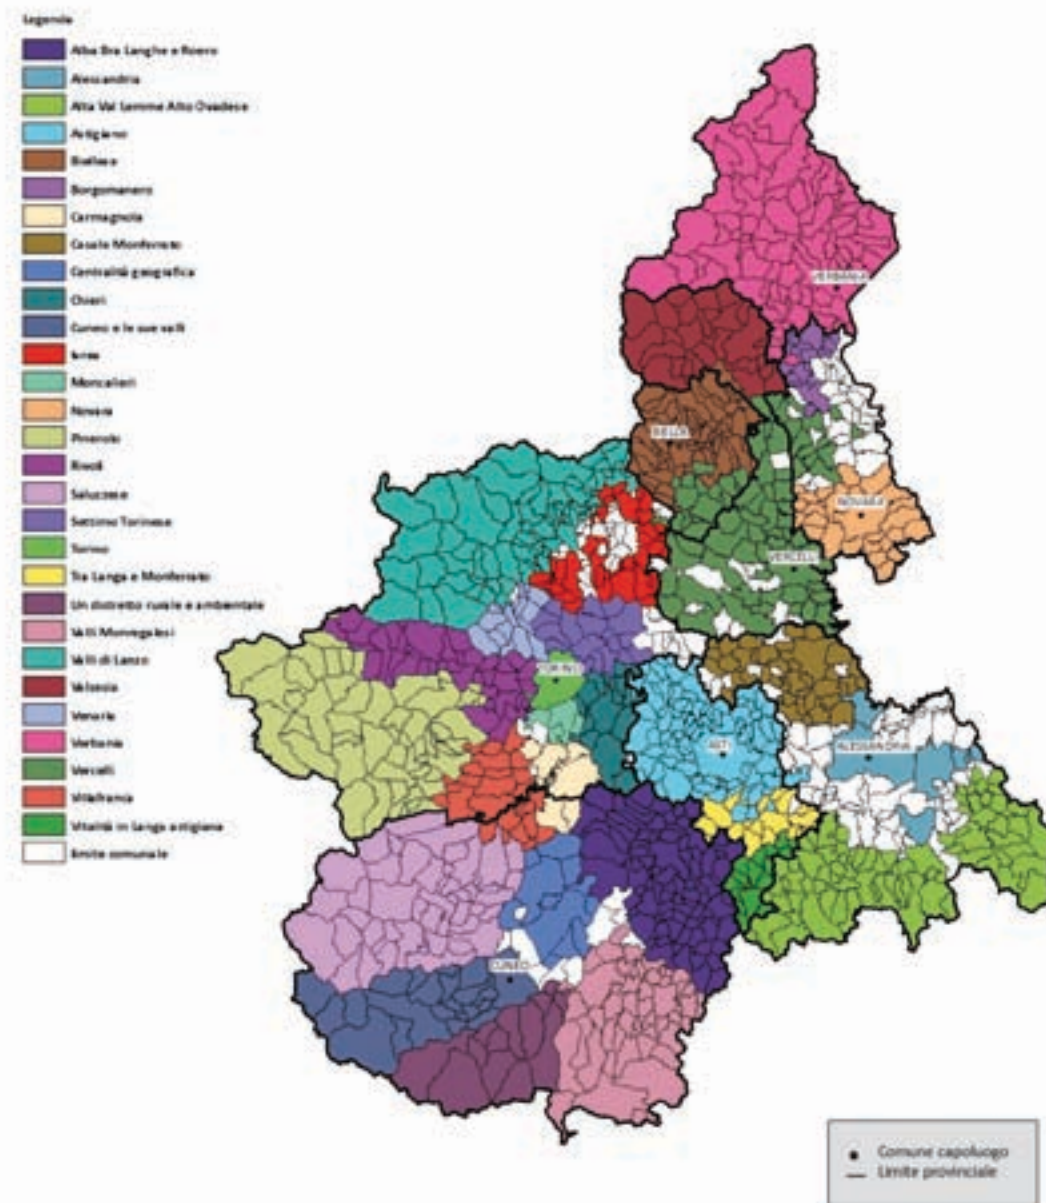 Legenda
Alba Bra Langhe e Roero
Alessandria
Alta Val Lemme Alto Ovadese
Astigiano
Biellese
Borgomanero
Carmagnola
Casale Monferrato
Centralità geografica
Chieri
Cuneo e le sue valli
Ivrea
Moncalieri
Novara
Pinerolo
Rivoli
Saluzzese
Settimo Torinese
Torino
Tra Langa e Monferrato
Un distretto rurale e ambientale
Valli Monregalesi
Valli di Lanzo
Valsesia
Venaria
Verbania
Vercelli
Villafranca
Vitalità in Langa astigiana
limite comunale
VERBANIA
BIELLA
NOVARA
VERCELLI
TORINO
ASTI
ALESSANDRIA
CUNEO
Comune capoluogo
Limite provinciale